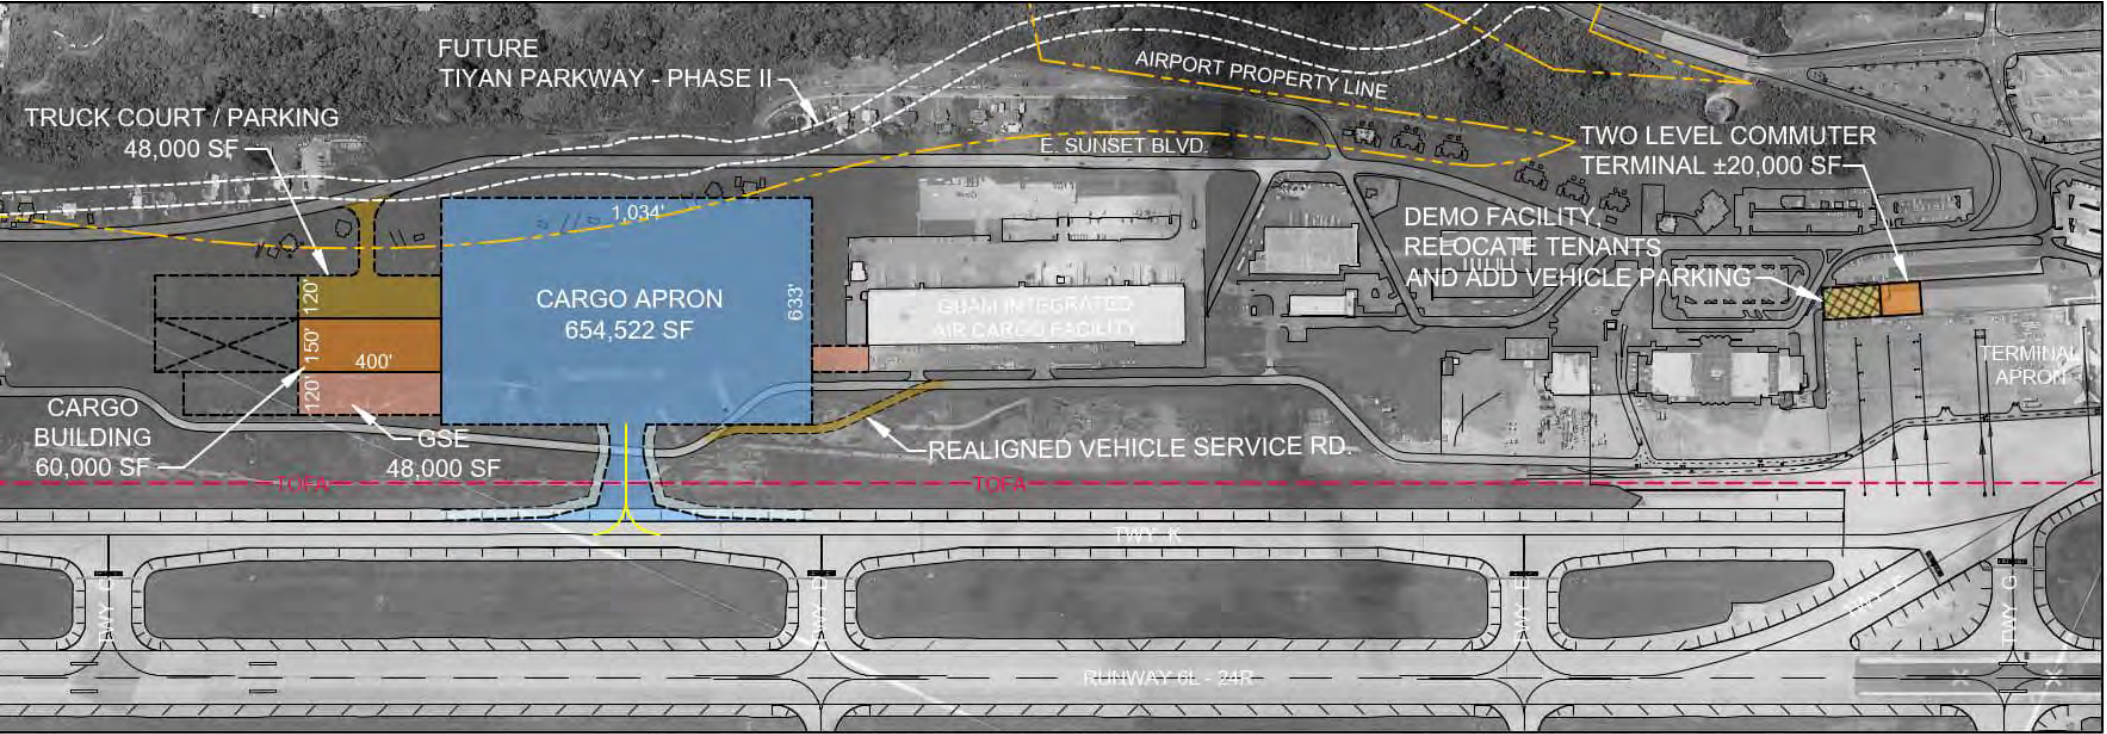 FUTURE
TIYAN PARKWAY - PHASE II
AIRPORT PROPERTY LINE
TRUCK COURT / PARKING
48,000 SF
E. SUNSET BLVD.
TWO LEVEL COMMUTER
TERMINAL ±20,000 SF
1,034'
DEMO FACILITY,
RELOCATE TENANTS
AND ADD VEHICLE PARKING
120'
CARGO APRON
654,522 SF
633'
GUAM INTEGRATED
AIR CARGO FACILITY
150'
400'
TERMINAL
APRON
120'
CARGO
BUILDING
60,000 SF
GSE
48,000 SF
REALIGNED VEHICLE SERVICE RD.
TOFA
TOFA
TWY K
TWY C
TWY D
TWY E
TWY G
RUNWAY 6L - 24R